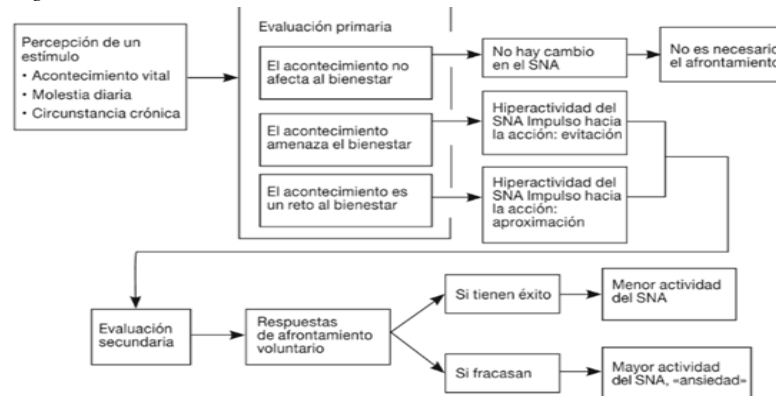 Percepción de un
estímulo
• Acontecimiento vital
• Molestia diaria
• Circunstancia crónica
Evaluación primaria
El acontecimiento no
afecta al bienestar
No hay cambio
en el SNA
No es necesario
el afrontamiento
El acontecimiento
amenaza el bienestar
Hiperactividad del
SNA Impulso hacia
la acción: evitación
El acontecimiento es
un reto al bienestar
Hiperactividad del
SNA Impulso hacia
la acción:
aproximación
Evaluación
secundaria
Respuestas
de afrontamiento
voluntario
Si tienen éxito
Menor actividad
del SNA
Si fracasan
Mayor actividad
del SNA, «ansiedad»